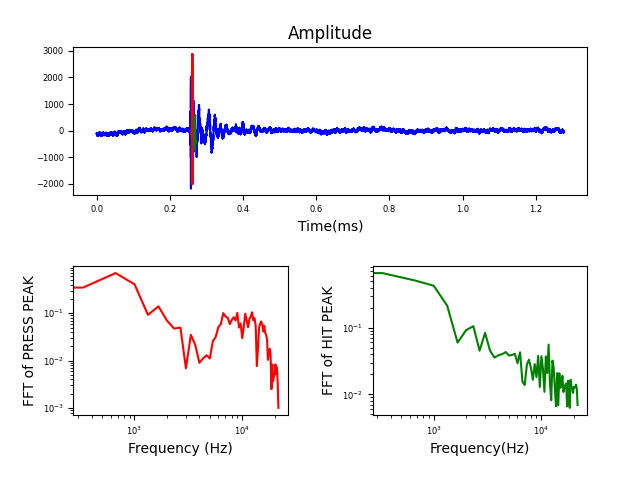 Amplitude
3000
2000
1000
0
−1000
−2000
0.0 0.2 0.4 0.6 0.8 1.0 1.2
Time(ms)
FFT of PRESS PEAK
10⁻¹
10⁻²
10⁻³
10³ 10⁴
Frequency (Hz)
FFT of HIT PEAK
10⁻¹
10⁻²
10³ 10⁴
Frequency(Hz)